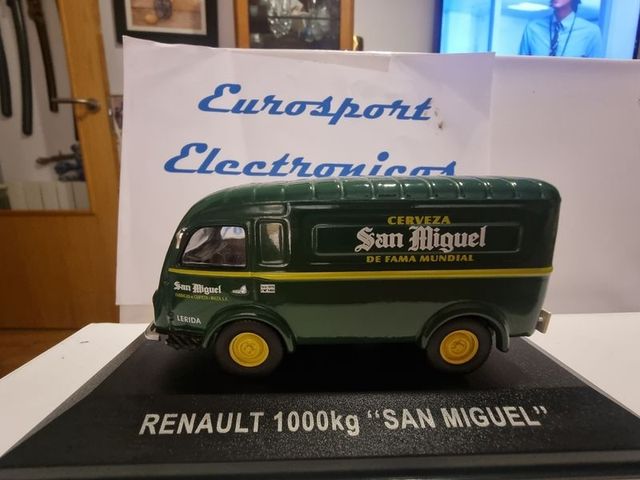 Eurosport
Electronicos
CERVEZA
San Miguel
DE FAMA MUNDIAL
San Miguel
LERIDA
RENAULT 1000kg "SAN MIGUEL"